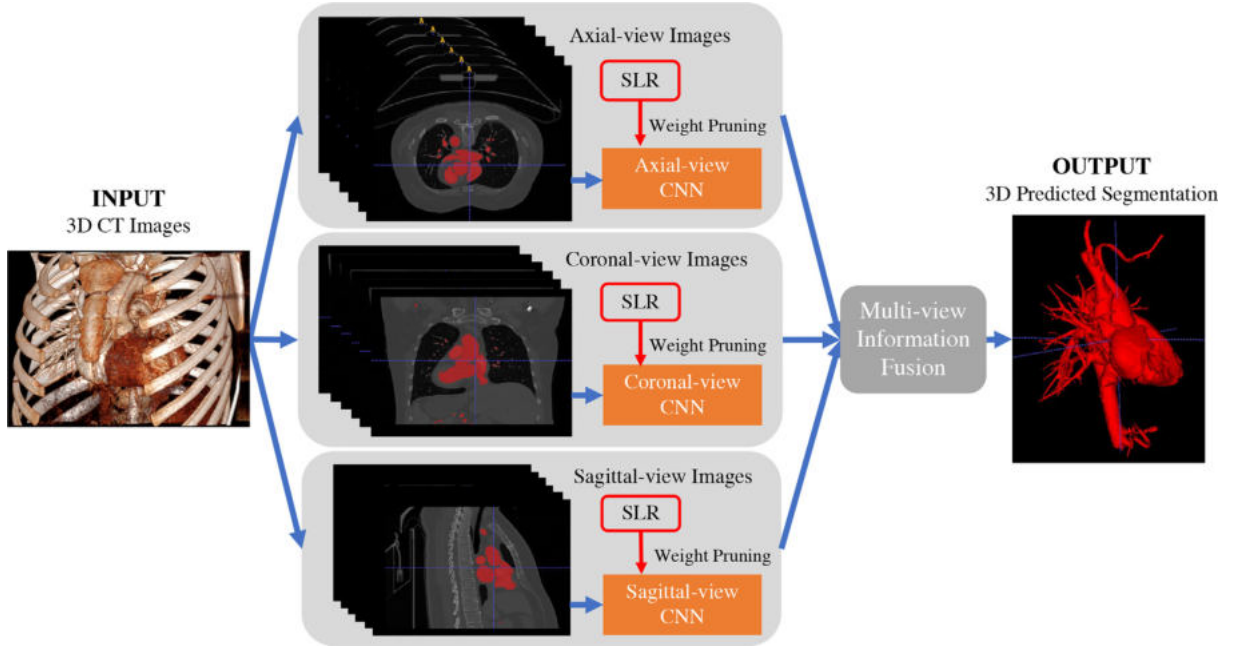 INPUT
3D CT Images
Axial-view Images
SLR
Weight Pruning
Axial-view
CNN
Coronal-view Images
SLR
Weight Pruning
Coronal-view
CNN
Sagittal-view Images
SLR
Weight Pruning
Sagittal-view
CNN
Multi-view
Information
Fusion
OUTPUT
3D Predicted Segmentation